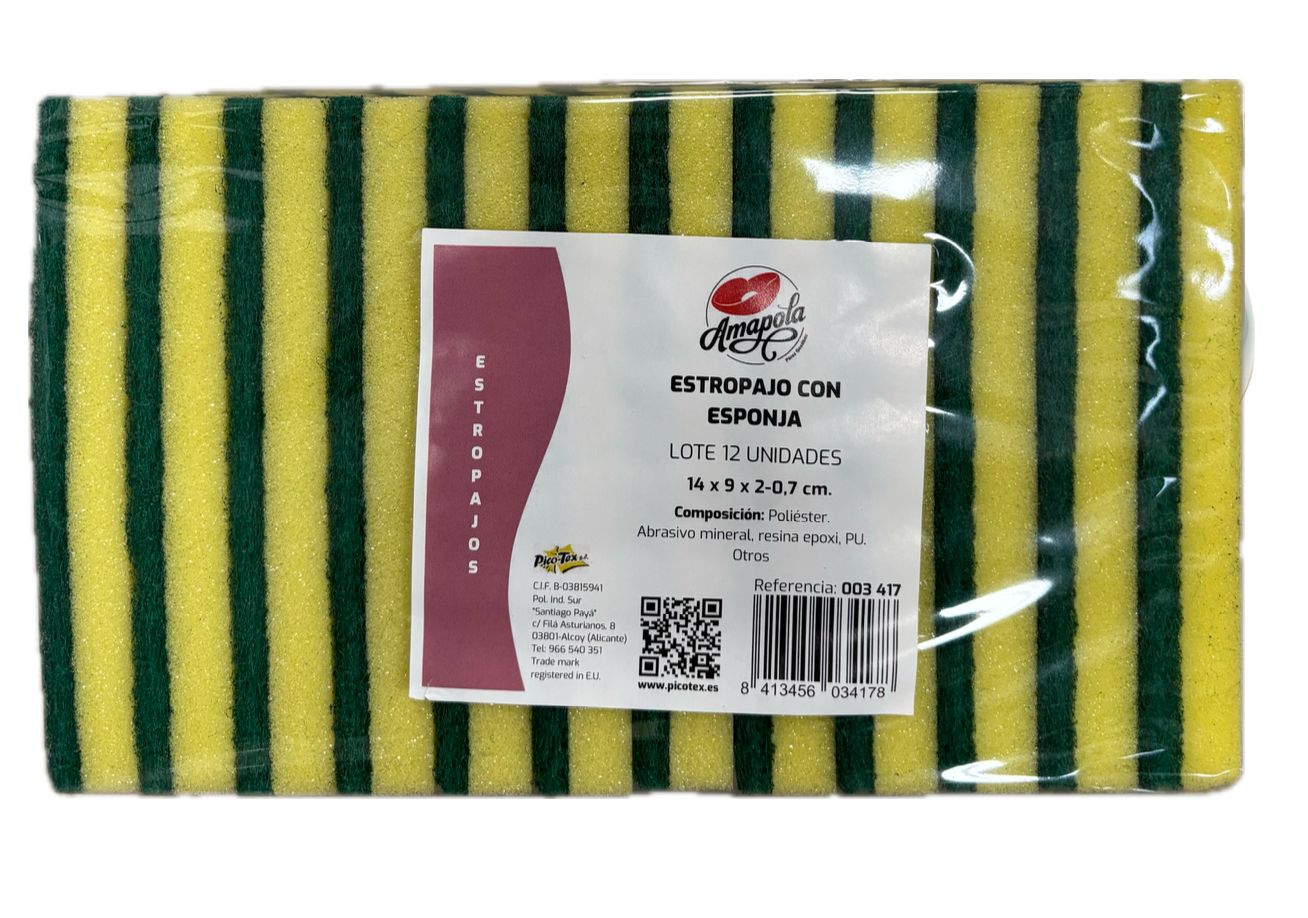 ESTROPAJOS
Amapola
ESTROPAJO CON
ESPONJA
LOTE 12 UNIDADES
14 x 9 x 2-0,7 cm.
Composición: Poliéster.
Abrasivo mineral, resina epoxi, PU.
Otros
Pico-Tex s.l.
C.I.F. B-03815941
Pol. Ind. Sur
"Santiago Payá"
c/ Filá Asturianos, 8
03801-Alcoy (Alicante)
Tel: 966 540 351
Trade mark
registered in E.U.
www.picotex.es
Referencia: 003 417
8 413456 034178